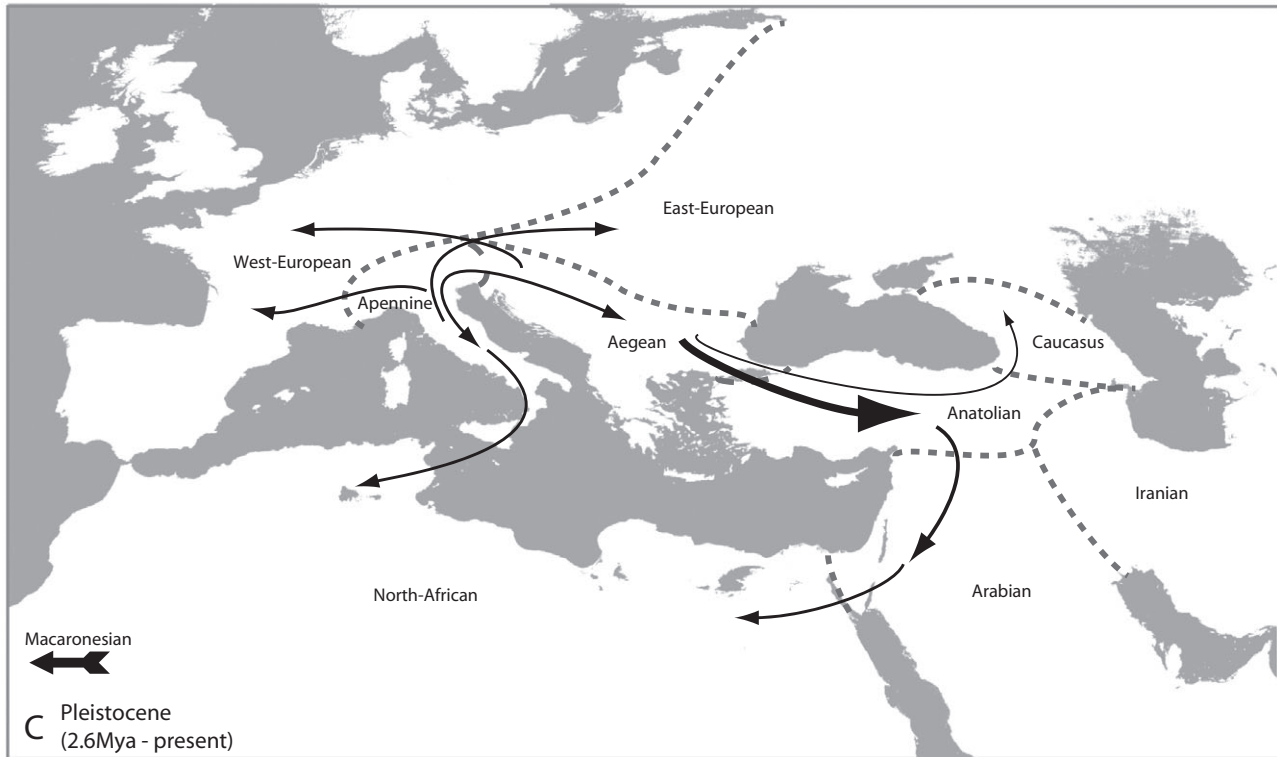 East-European
West-European
Apennine
Aegean
Caucasus
Anatolian
Iranian
North-African
Arabian
Macaronesian
C Pleistocene
(2.6Mya - present)